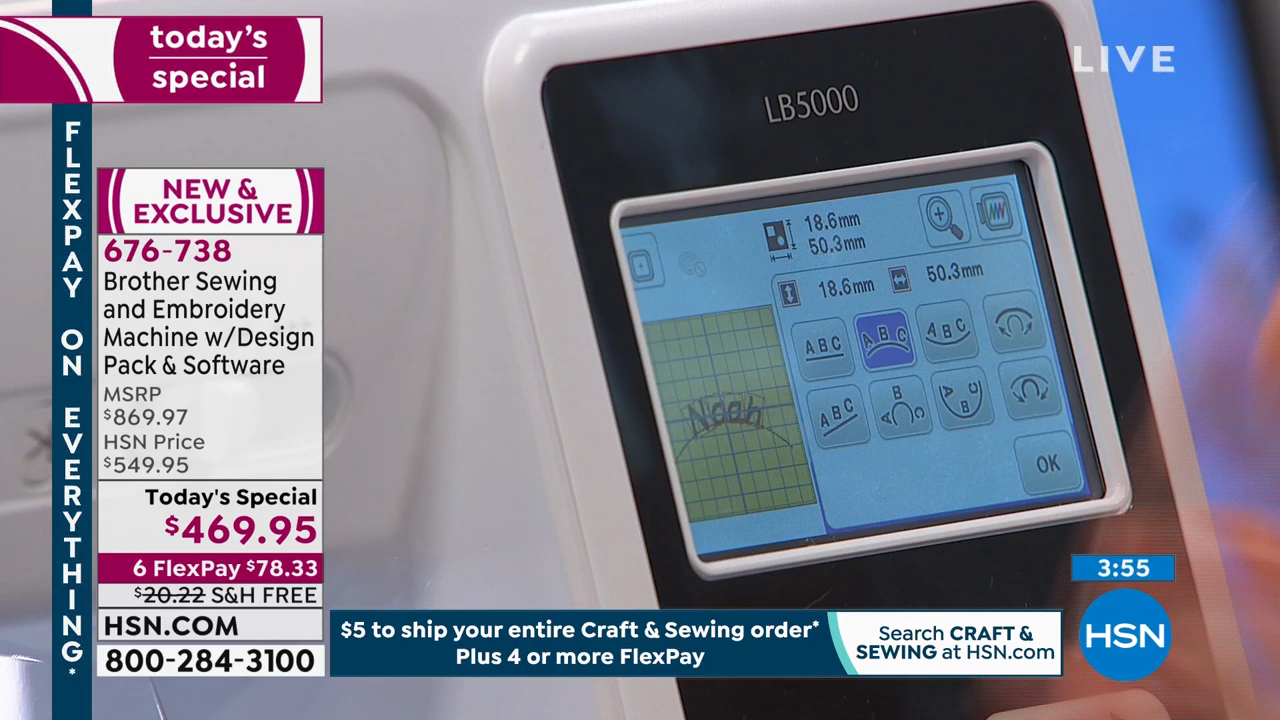 today's
special
FLEXPAY ON EVERYTHING*
NEW &
EXCLUSIVE
676-738
Brother Sewing
and Embroidery
Machine w/Design
Pack & Software
MSRP
$869.97
HSN Price
$549.95
Today's Special
$469.95
6 FlexPay $78.33
$20.22 S&H FREE
HSN.COM
800-284-3100
LIVE
LB5000
18.6mm
50.3mm
18.6mm
50.3mm
ABC
ABC
ABC
ABC
ABC
ABC
Noah
OK
3:55
HSN
$5 to ship your entire Craft & Sewing order*
Plus 4 or more FlexPay
Search CRAFT &
SEWING at HSN.com